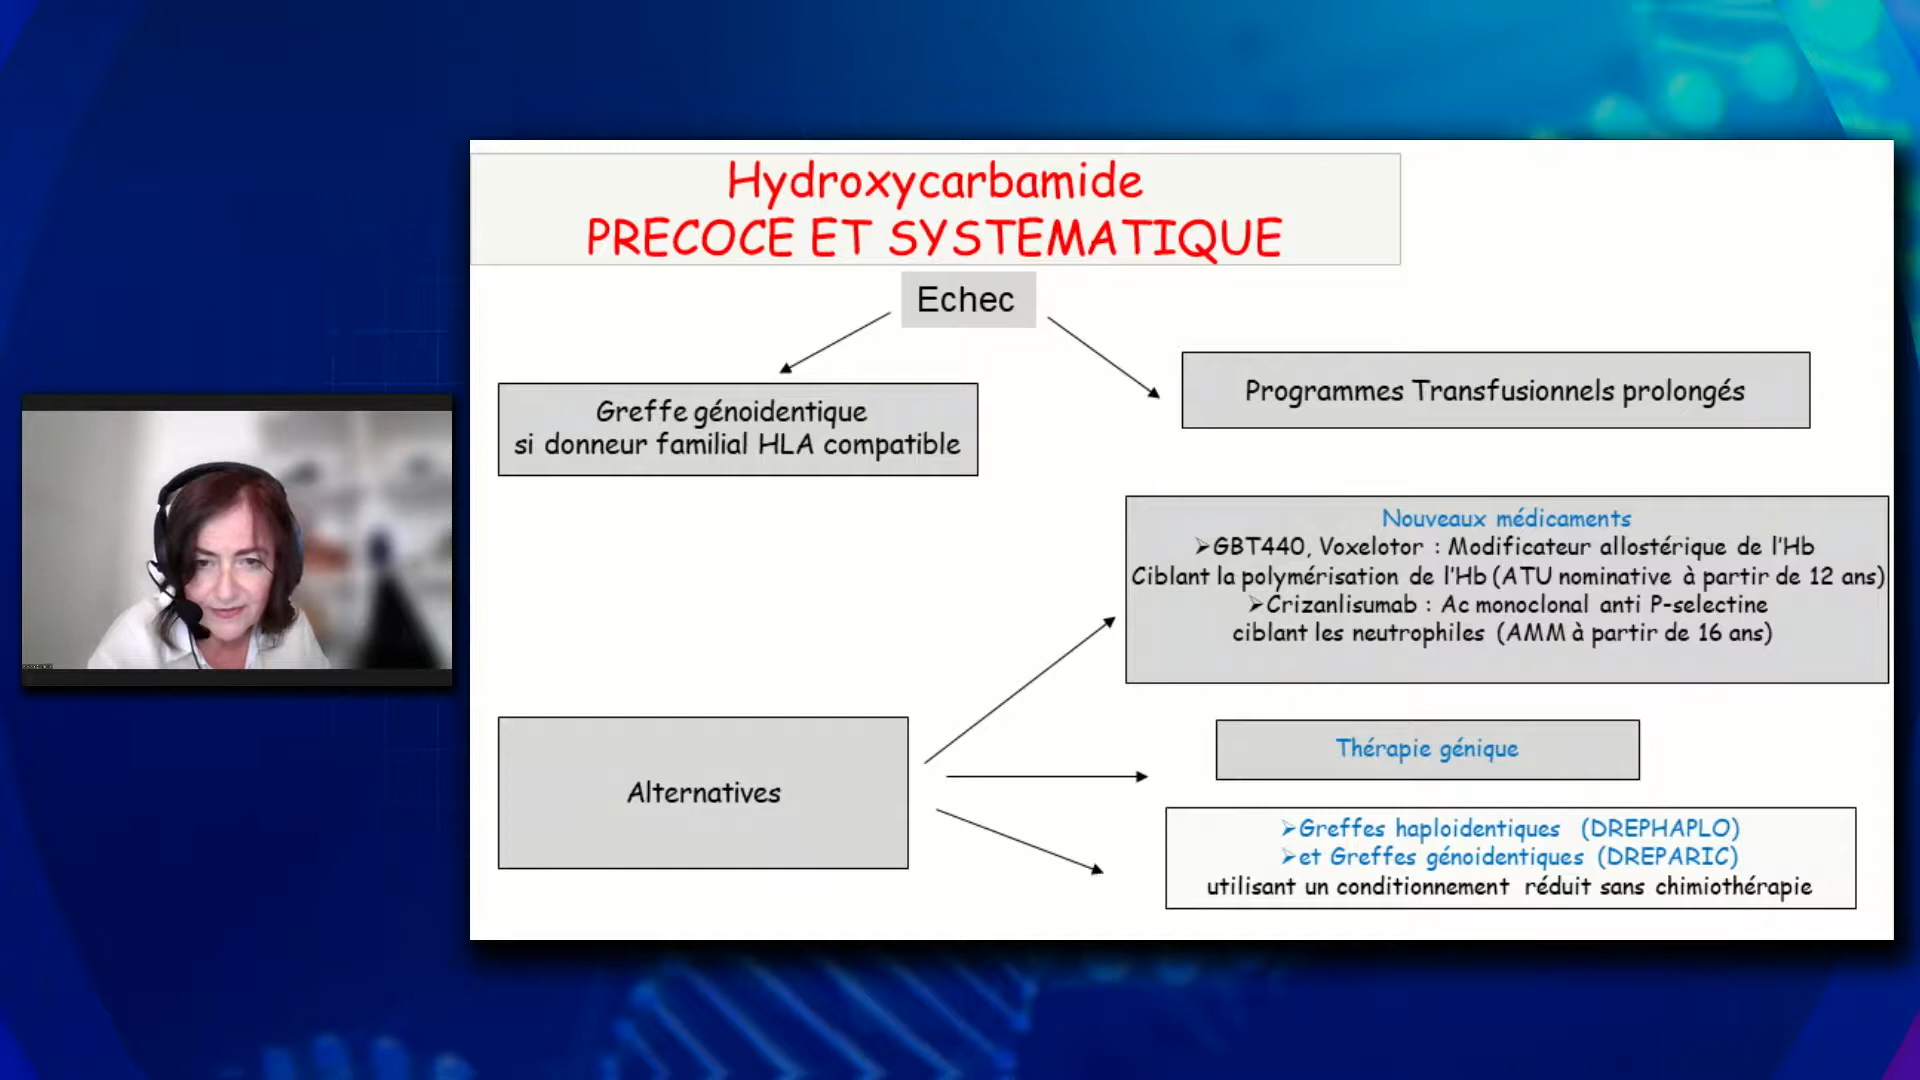 Hydroxycarbamide
PRECOCE ET SYSTEMATIQUE
Echec
Greffe génoidentique
si donneur familial HLA compatible
Programmes Transfusionnels prolongés
Nouveaux médicaments
➢GBT440, Voxelotor : Modificateur allostérique de l'Hb
Ciblant la polymérisation de l'Hb (ATU nominative à partir de 12 ans)
➢Crizanlisumab : Ac monoclonal anti P-selectine
ciblant les neutrophiles (AMM à partir de 16 ans)
Alternatives
Thérapie génique
➢Greffes haploidentiques (DREPHAPLO)
➢et Greffes génoidentiques (DREPARIC)
utilisant un conditionnement réduit sans chimiothérapie